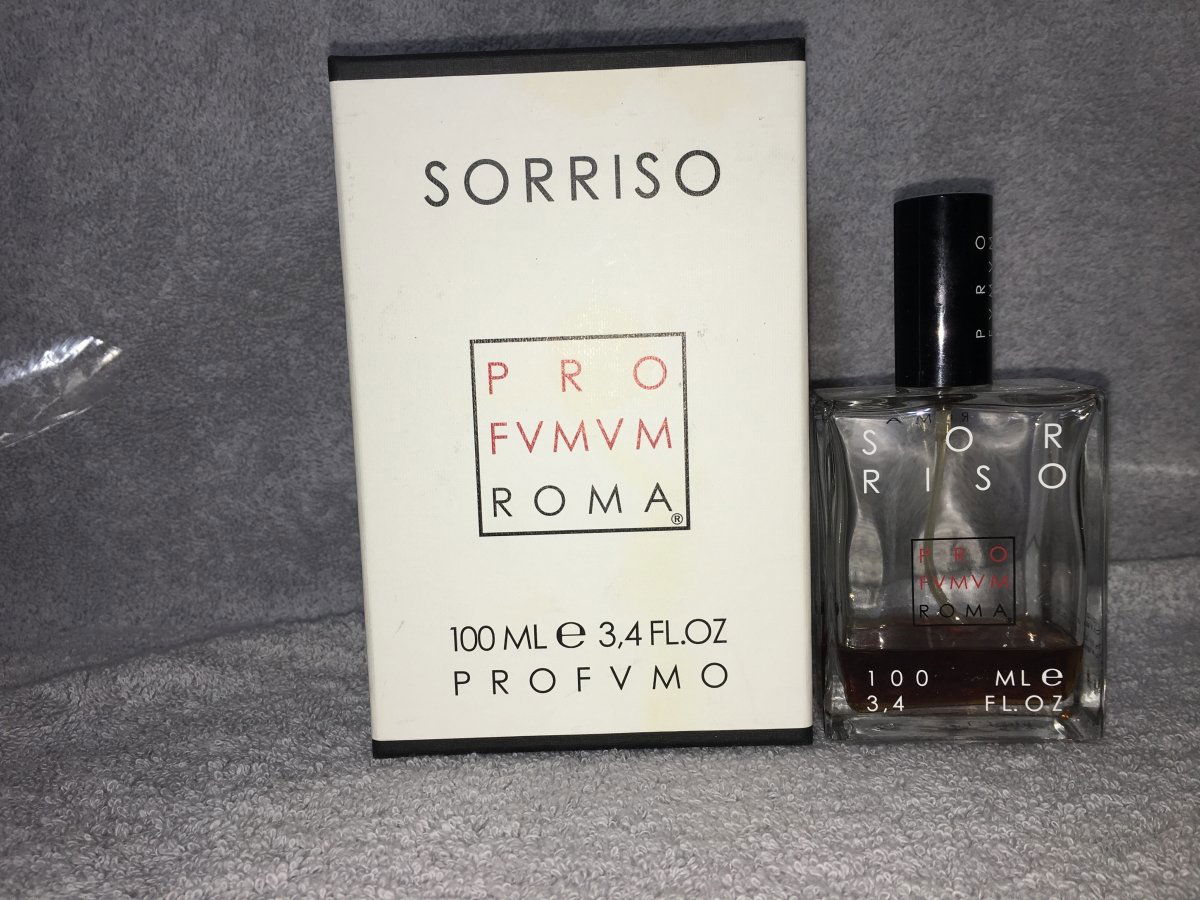 SORRISO
PRO
FVMVM
ROMA®
100 ML e 3,4 FL.OZ
PROFVMO
PRO
SOR
RISO
PRO
FVMVM
ROMA
100 ML e
3,4 FL.OZ